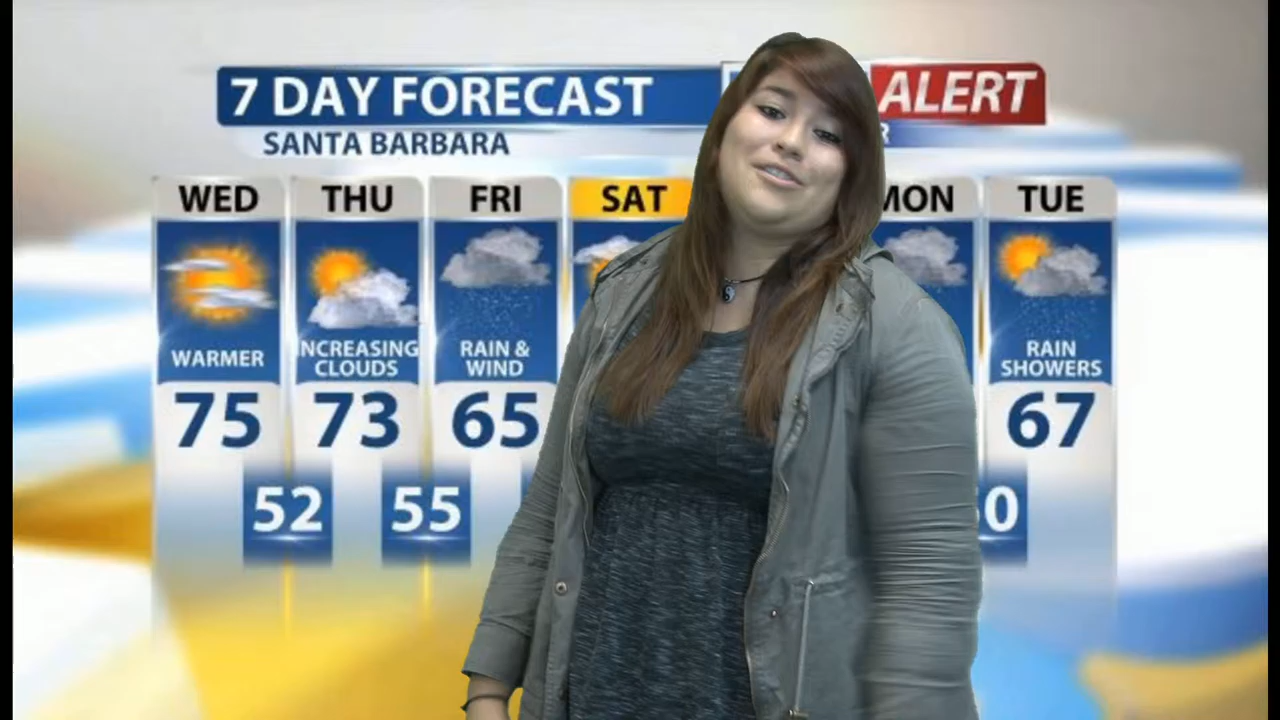 7 DAY FORECAST
ALERT
SANTA BARBARA
WED THU FRI SAT MON TUE
WARMER
INCREASING CLOUDS
RAIN & WIND
RAIN SHOWERS
75 73 65 67
52 55